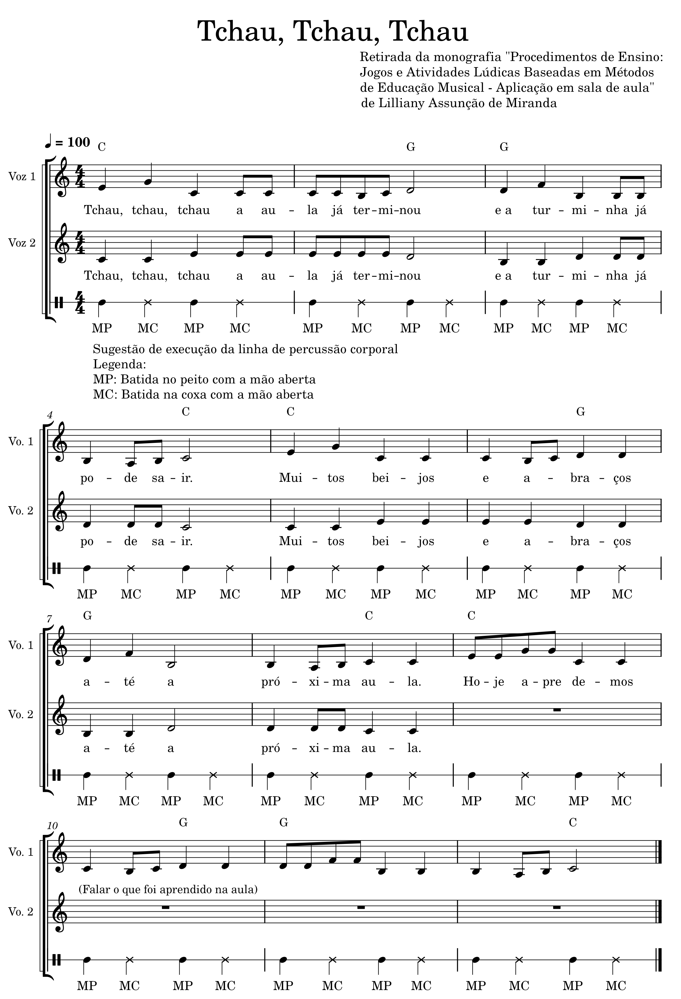 Tchau, Tchau, Tchau
Retirada da monografia "Procedimentos de Ensino:
Jogos e Atividades Lúdicas Baseadas em Métodos
de Educação Musical - Aplicação em sala de aula"
de Lilliany Assunção de Miranda
= 100
C G G
Voz 1
4/4
Tchau, tchau, tchau a au - la já ter - mi - nou e a tur - mi - nha já
Voz 2
4/4
Tchau, tchau, tchau a au - la já ter - mi - nou e a tur - mi - nha já
4/4
MP MC MP MC MP MC MP MC MP MC MP MC
Sugestão de execução da linha de percussão corporal
Legenda:
MP: Batida no peito com a mão aberta
MC: Batida na coxa com a mão aberta
4 C C G
Vo. 1
po - de sa - ir. Mui - tos bei - jos e a - bra - ços
Vo. 2
po - de sa - ir. Mui - tos bei - jos e a - bra - ços
MP MC MP MC MP MC MP MC MP MC MP MC
7 G C C
Vo. 1
a - té a pró - xi - ma au - la. Ho - je a - pre de - mos
Vo. 2
a - té a pró - xi - ma au - la.
MP MC MP MC MP MC MP MC MP MC MP MC
10 G G C
Vo. 1
(Falar o que foi aprendido na aula)
Vo. 2
MP MC MP MC MP MC MP MC MP MC MP MC